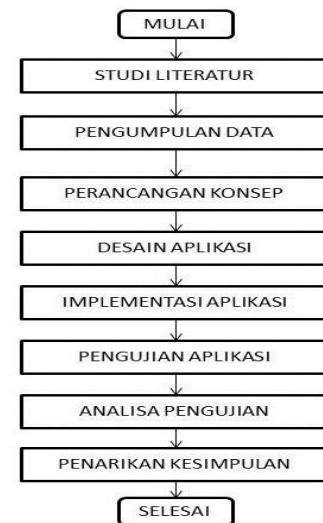 MULAI
STUDI LITERATUR
PENGUMPULAN DATA
PERANCANGAN KONSEP
DESAIN APLIKASI
IMPLEMENTASI APLIKASI
PENGUJIAN APLIKASI
ANALISA PENGUJIAN
PENARIKAN KESIMPULAN
SELESAI